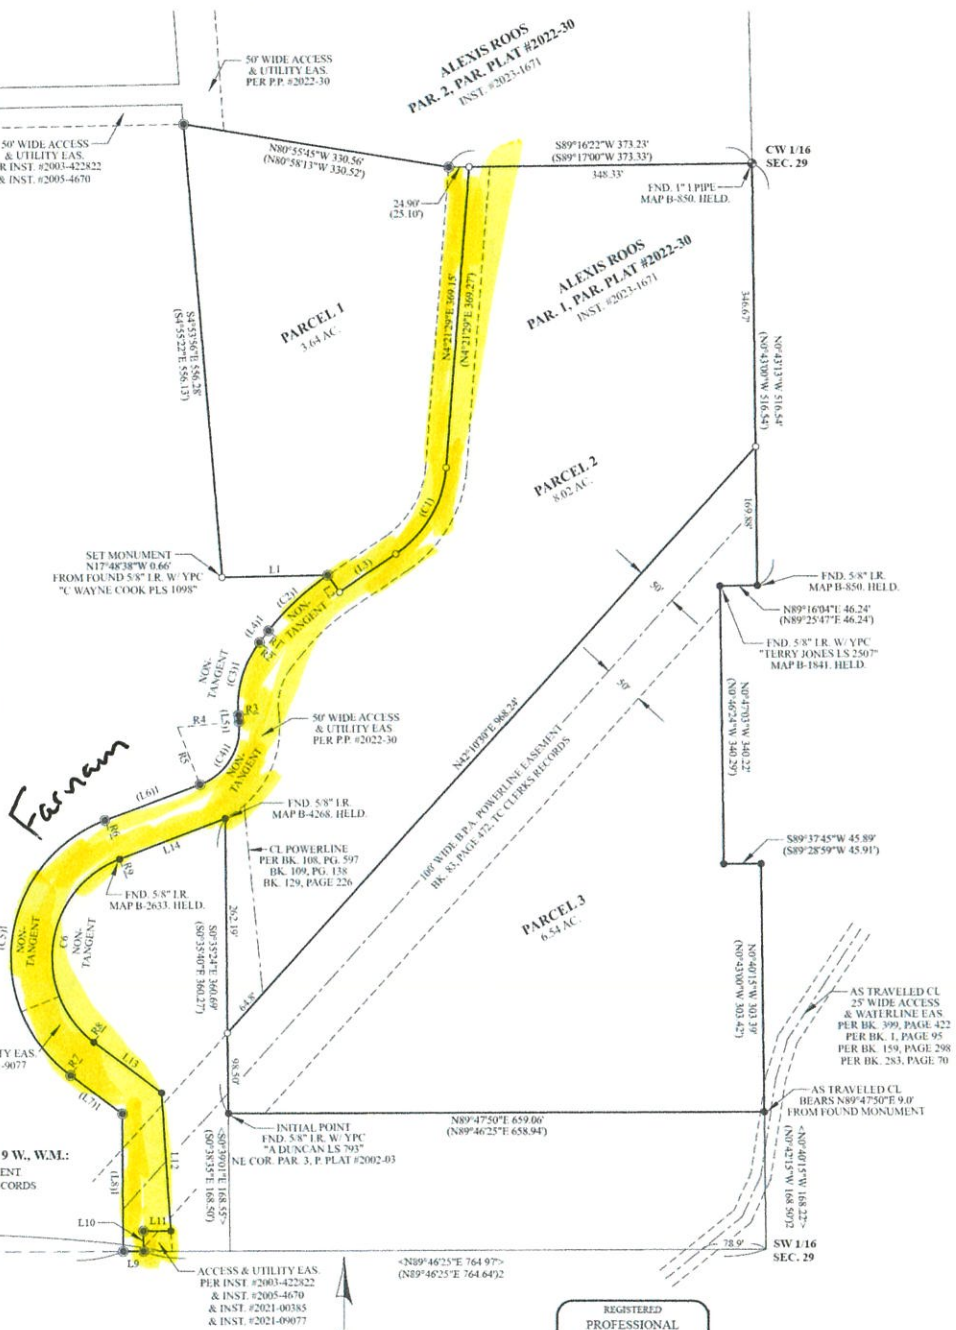 50' WIDE ACCESS
& UTILITY EAS.
PER P.P. #2022-30
ALEXIS ROOS
PAR. 2, PAR. PLAT #2022-30
INST. #2023-1671
50' WIDE ACCESS
& UTILITY EAS.
R INST. #2003-422822
& INST. #2005-4670
N80°55'45"W 330.56'
(N80°58'13"W 330.52')
S89°16'22"W 373.23'
(S89°17'00"W 373.33')
348.33'
CW 1/16
SEC. 29
FND. 1" I.PIPE
MAP B-850. HELD.
24.90'
(25.10')
ALEXIS ROOS
PAR. 1, PAR. PLAT #2022-30
INST. #2023-1671
PARCEL 1
3.64 AC.
S4°53'56"E 556.28'
(S4°55'22"E 556.13')
N4°21'29"E 369.15'
(N4°21'29"E 369.27')
346.67'
N0°43'13"W 516.54'
(N0°43'00"W 516.54')
PARCEL 2
8.02 AC.
(C1)
169.88'
SET MONUMENT
N17°48'38"W 0.66'
FROM FOUND 5/8" I.R. W/ YPC
"C WAYNE COOK PLS 1098"
L1
(L3)
(C2)1
NON-
TANGENT
50'
FND. 5/8" I.R.
MAP B-850. HELD.
N89°16'04"E 46.24'
(N89°25'47"E 46.24')
FND. 5/8" I.R. W/ YPC
"TERRY JONES LS 2507"
MAP B-1841. HELD.
(L4)1
NON-
TANGENT
(C3)1
R3
R4
(L5)1
R5
(C4)1
NON-
TANGENT
50' WIDE ACCESS
& UTILITY EAS
PER P.P. #2022-30
50'
N42°10'30"E 968.24'
N0°47'03"W 340.22'
(N0°46'24"W 340.29')
Farnam
(L6)1
R6
L14
R9
FND. 5/8" I.R.
MAP B-4268. HELD.
CL POWERLINE
PER BK. 108, PG. 597
BK. 109, PG. 138
BK. 129, PAGE 226
100' WIDE B.P.A. POWERLINE EASEMENT
BK. 83, PAGE 472, TC CLERKS RECORDS
S89°37'45"W 45.89'
(S89°28'59"W 45.91')
FND. 5/8" I.R.
MAP B-2633. HELD.
(C5)1
NON-
TANGENT
C6
NON-
TANGENT
262.19'
S0°35'24"E 360.69'
(S0°35'40"E 360.27')
PARCEL 3
6.54 AC.
N0°40'15"W 303.39'
(N0°43'00"W 303.42')
64.8'
AS TRAVELED CL
25' WIDE ACCESS
& WATERLINE EAS.
PER BK. 399, PAGE 422
PER BK. 1, PAGE 95
PER BK. 159, PAGE 298
PER BK. 283, PAGE 70
TY EAS.
-9077
R8
R7
L13
(L7)1
98.50'
AS TRAVELED CL
BEARS N89°47'50"E 9.0'
FROM FOUND MONUMENT
N89°47'50"E 659.06'
(N89°46'25"E 658.94')
INITIAL POINT
FND. 5/8" I.R. W/ YPC
"A DUNCAN LS 793"
NE COR. PAR. 3, P. PLAT #2002-03
9 W., W.M.:
ENT
CORDS
(L8)1
L12
<S0°39'01"E 168.55'>
(S0°38'35"E 168.50')
<N0°40'15"W 168.22'>
(N0°42'15"W 168.50')2
L10
L11
L9
78.9'
SW 1/16
SEC. 29
<N89°46'25"E 764.97'>
(N89°46'25"E 764.64')2
ACCESS & UTILITY EAS.
PER INST. #2003-422822
& INST. #2005-4670
& INST. #2021-00385
& INST. #2021-09077
REGISTERED
PROFESSIONAL